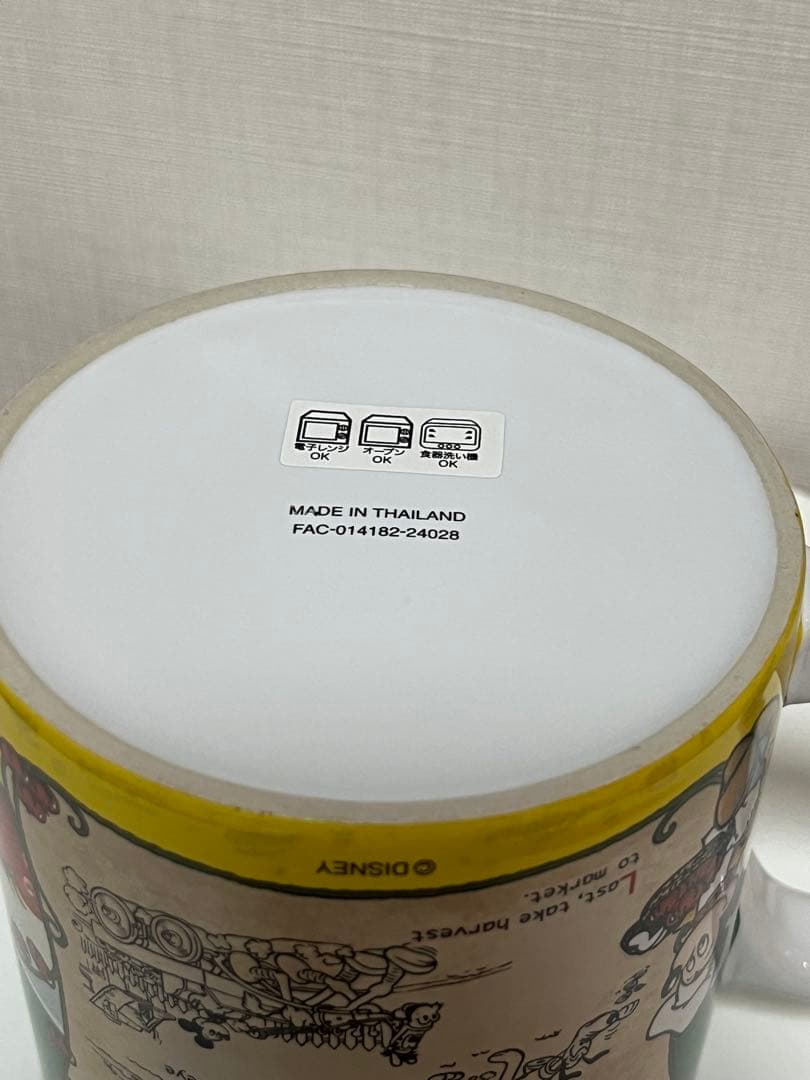 電子レンジ
OK
オーブン
OK
食器洗い機
OK
MADE IN THAILAND
FAC-014182-24028
© DISNEY
Last, take harvest
to market.